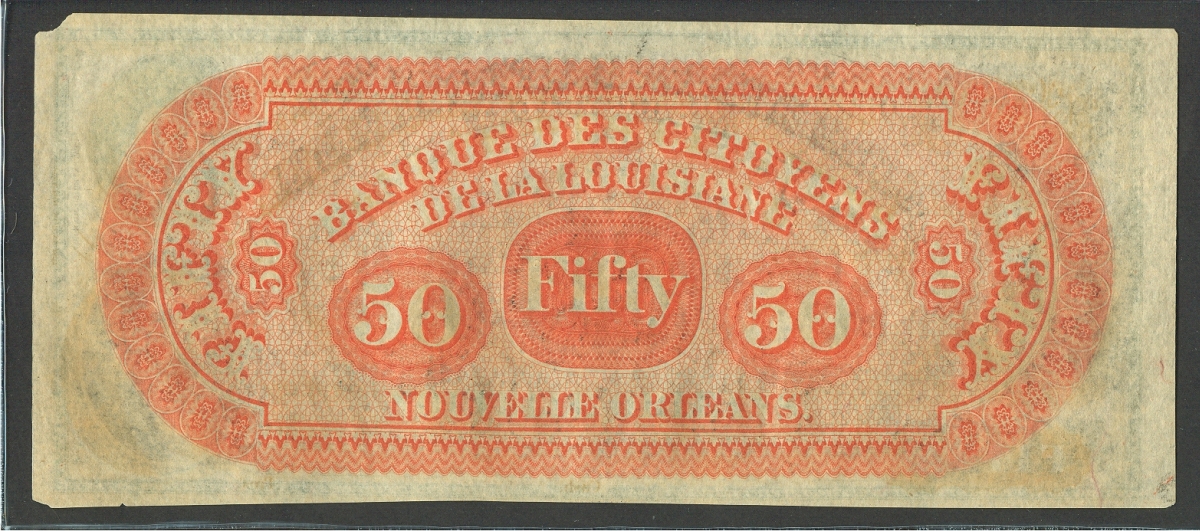 BANQUE DES CITOYENS
DE LA LOUISIANE
FIFTY
50
50
Fifty
50
50
FIFTY
NOUVELLE ORLEANS.